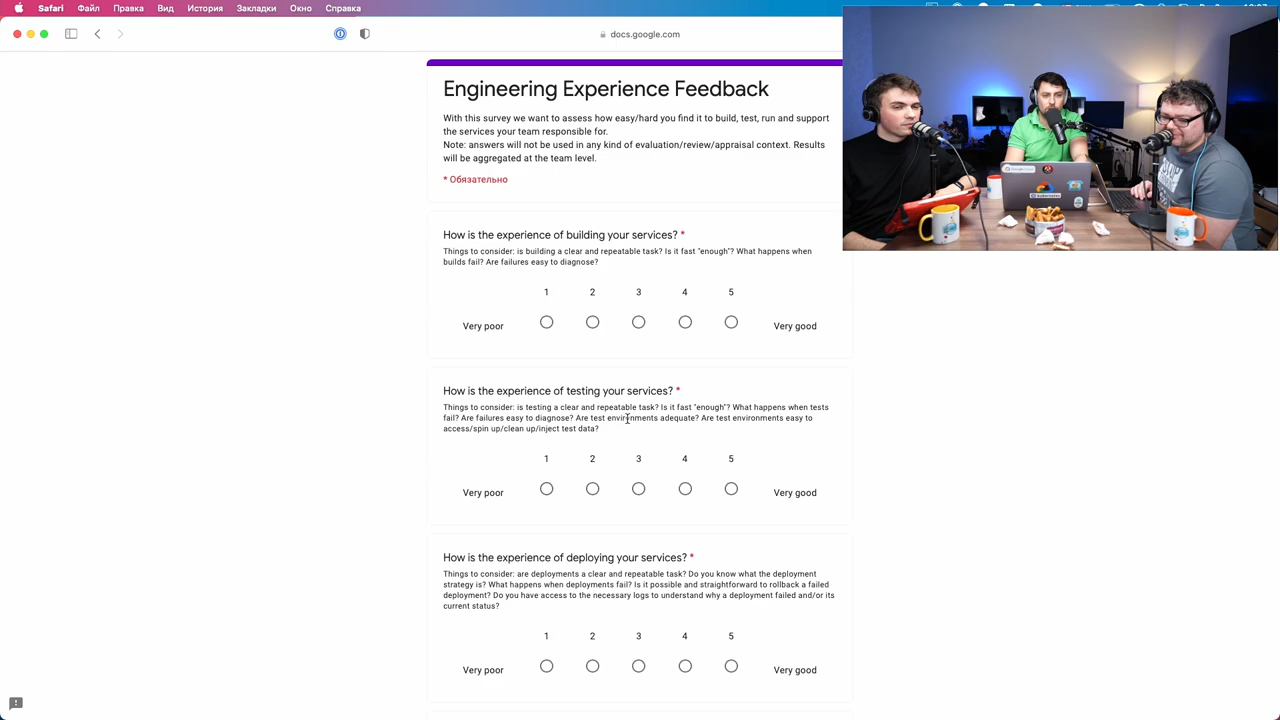 Safari Файл Правка Вид История Закладки Окно Справка
docs.google.com
Engineering Experience Feedback
With this survey we want to assess how easy/hard you find it to build, test, run and support
the services your team responsible for.
Note: answers will not be used in any kind of evaluation/review/appraisal context. Results
will be aggregated at the team level.
* Обязательно
How is the experience of building your services? *
Things to consider: is building a clear and repeatable task? Is it fast "enough"? What happens when
builds fail? Are failures easy to diagnose?
1 2 3 4 5
Very poor Very good
How is the experience of testing your services? *
Things to consider: is testing a clear and repeatable task? Is it fast "enough"? What happens when tests
fail? Are failures easy to diagnose? Are test environments adequate? Are test environments easy to
access/spin up/clean up/inject test data?
1 2 3 4 5
Very poor Very good
How is the experience of deploying your services? *
Things to consider: are deployments a clear and repeatable task? Do you know what the deployment
strategy is? What happens when deployments fail? Is it possible and straightforward to rollback a failed
deployment? Do you have access to the necessary logs to understand why a deployment failed and/or its
current status?
1 2 3 4 5
Very poor Very good